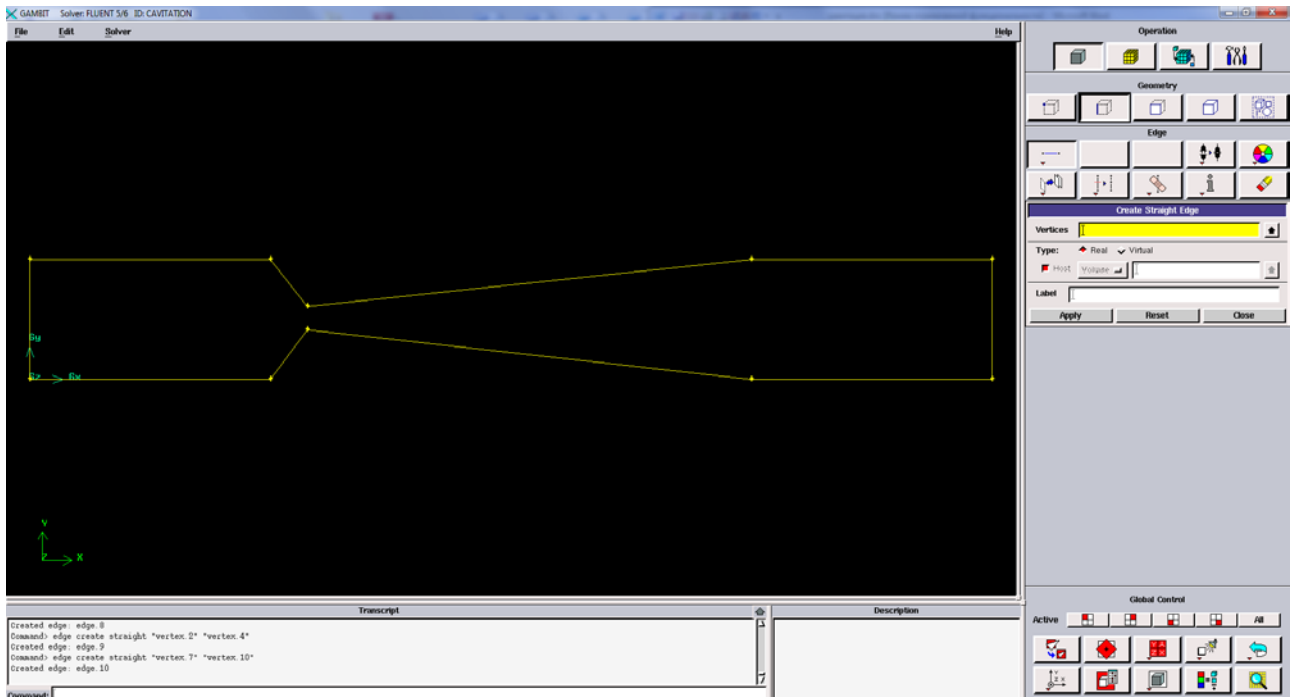 GAMBIT Solver: FLUENT 5/6 ID: CAVITATION
File Edit Solver Help
Gy
Gz Gx
Y
Z X
Operation
Geometry
Edge
Create Straight Edge
Vertices
Type: Real Virtual
Host Volume
Label
Apply Reset Close
Transcript
Created edge: edge.8
Command> edge create straight "vertex.2" "vertex.4"
Created edge: edge.9
Command> edge create straight "vertex.7" "vertex.10"
Created edge: edge.10
Command:
Description
Global Control
Active All